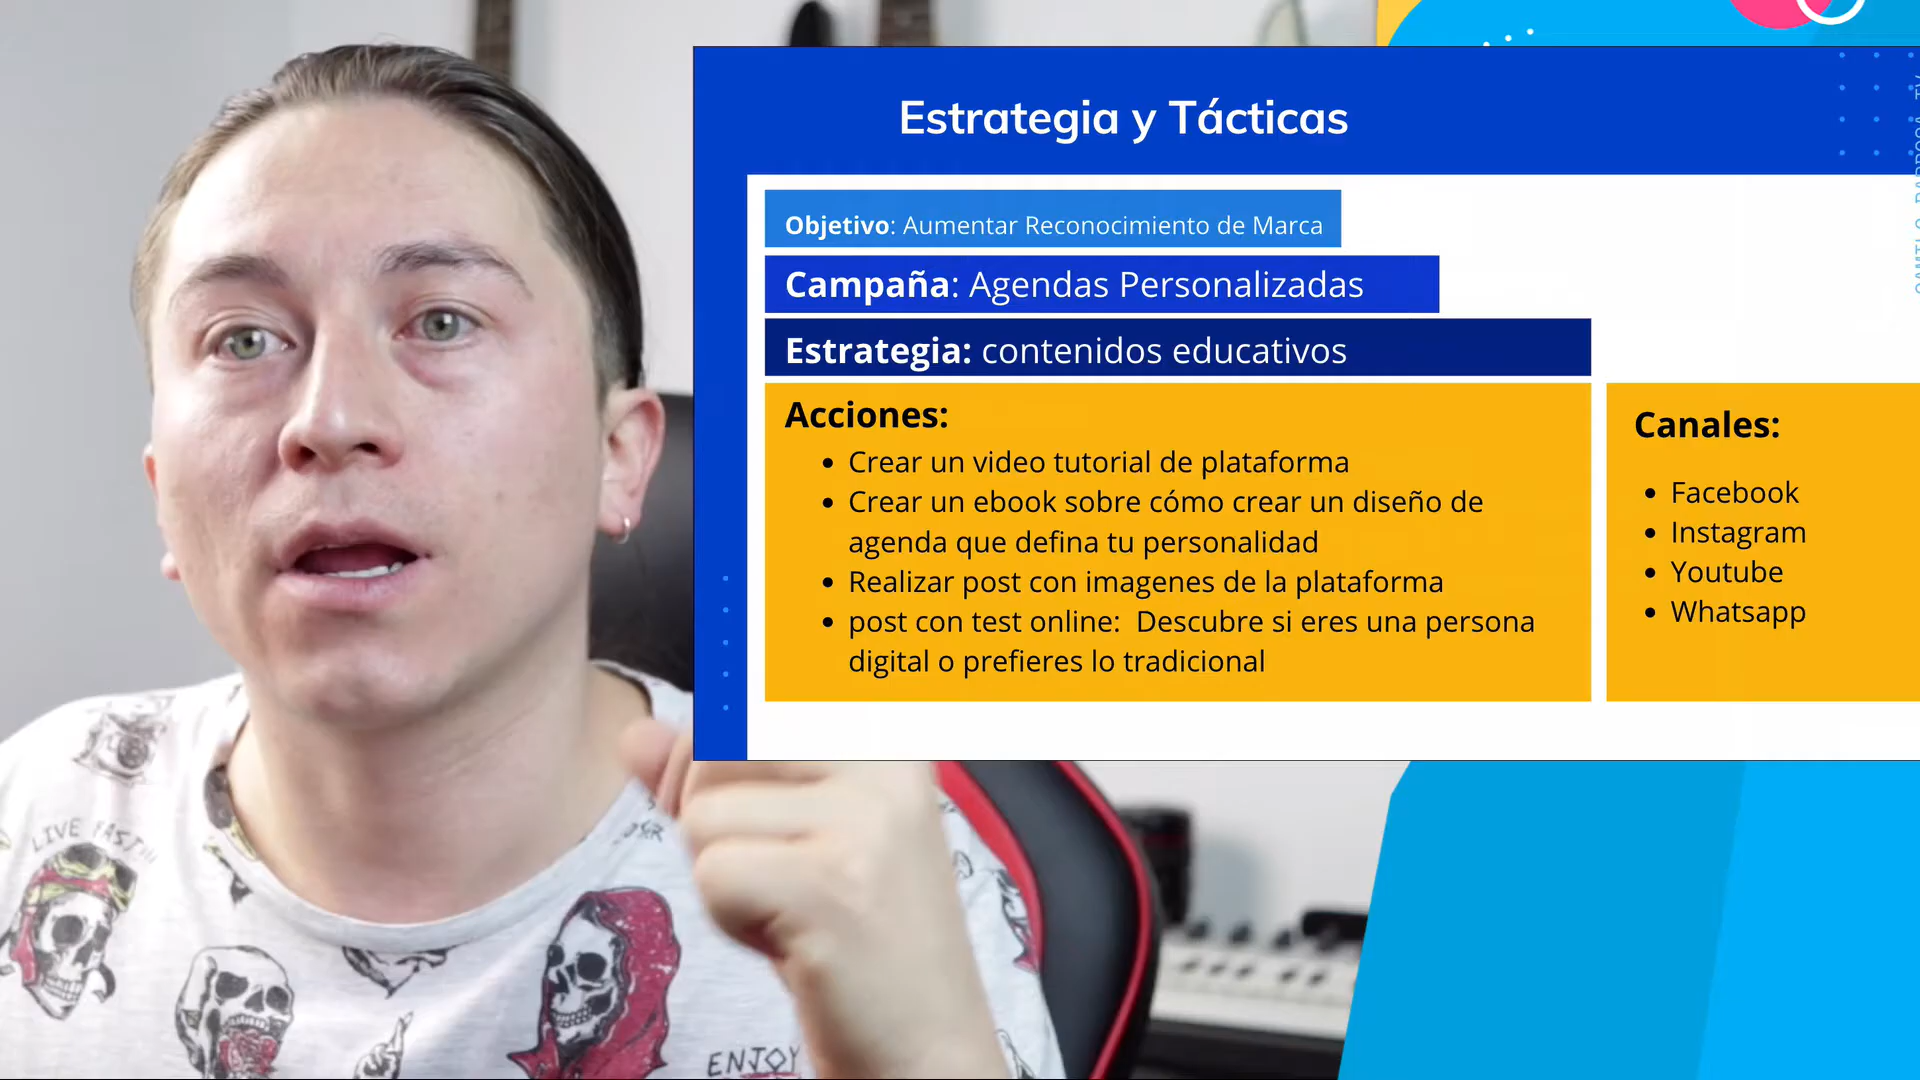 Estrategia y Tácticas
Objetivo: Aumentar Reconocimiento de Marca
Campaña: Agendas Personalizadas
Estrategia: contenidos educativos
Acciones:
• Crear un video tutorial de plataforma
• Crear un ebook sobre cómo crear un diseño de
agenda que defina tu personalidad
• Realizar post con imagenes de la plataforma
• post con test online:  Descubre si eres una persona
digital o prefieres lo tradicional
Canales:
• Facebook
• Instagram
• Youtube
• Whatsapp
LIVE FAST
ENJOY